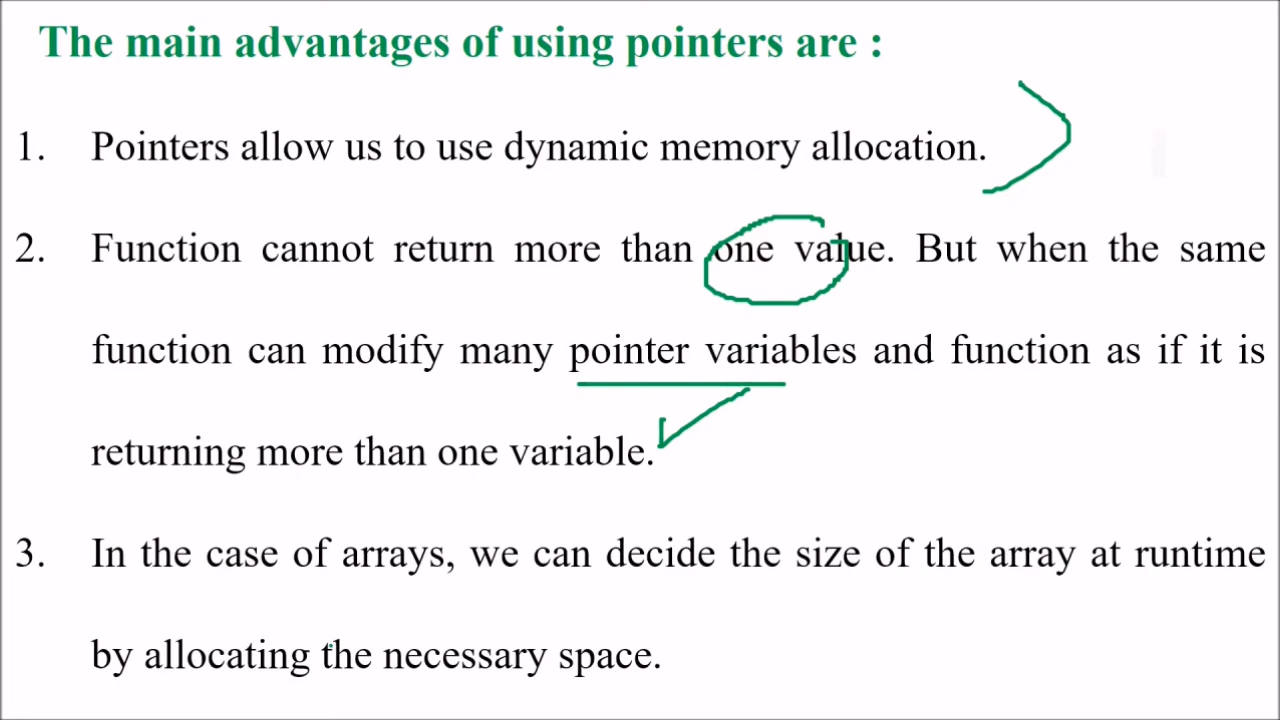 The main advantages of using pointers are :
1. Pointers allow us to use dynamic memory allocation.
2. Function cannot return more than one value. But when the same
function can modify many pointer variables and function as if it is
returning more than one variable.
3. In the case of arrays, we can decide the size of the array at runtime
by allocating the necessary space.